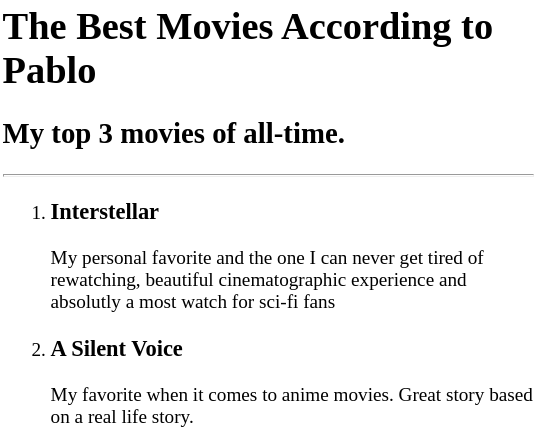 The Best Movies According to
Pablo
My top 3 movies of all-time.
1. Interstellar
My personal favorite and the one I can never get tired of
rewatching, beautiful cinematographic experience and
absolutly a most watch for sci-fi fans
2. A Silent Voice
My favorite when it comes to anime movies. Great story based
on a real life story.